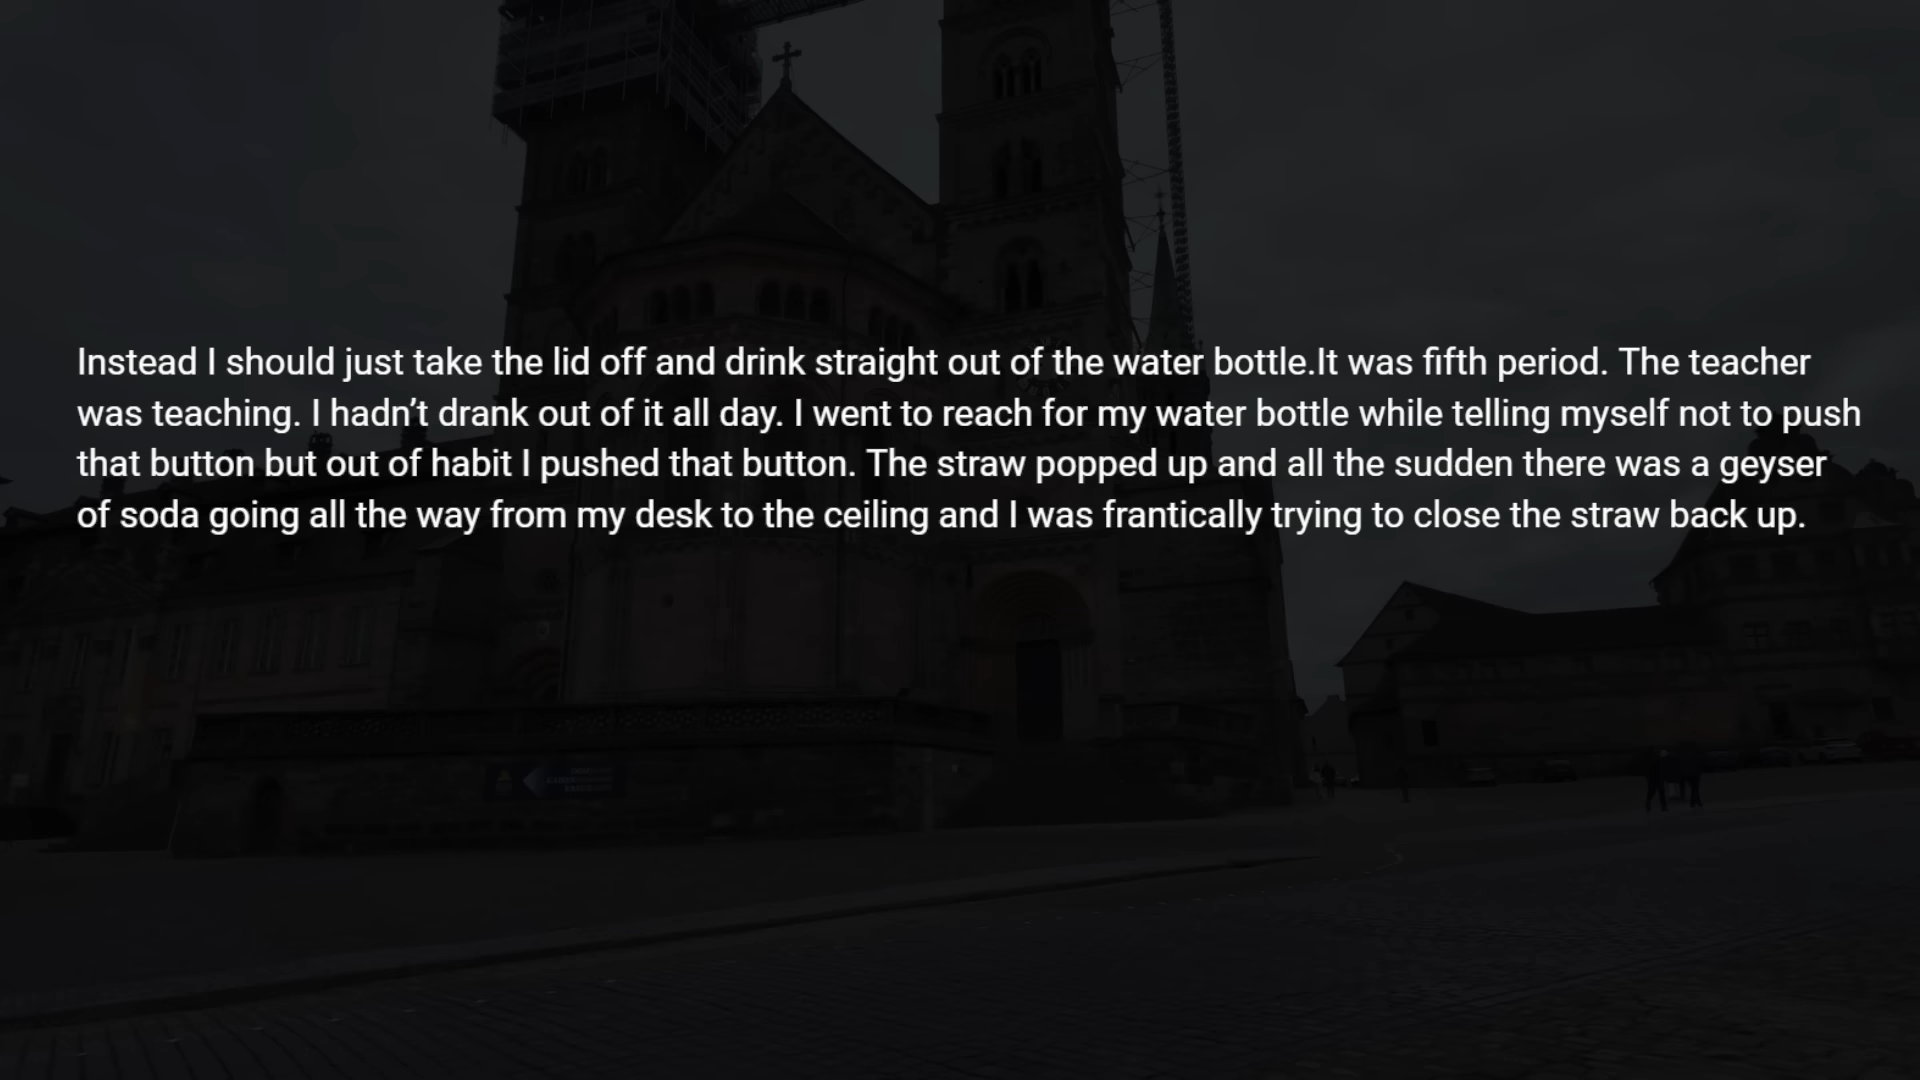 Instead I should just take the lid off and drink straight out of the water bottle.It was fifth period. The teacher
was teaching. I hadn’t drank out of it all day. I went to reach for my water bottle while telling myself not to push
that button but out of habit I pushed that button. The straw popped up and all the sudden there was a geyser
of soda going all the way from my desk to the ceiling and I was frantically trying to close the straw back up.